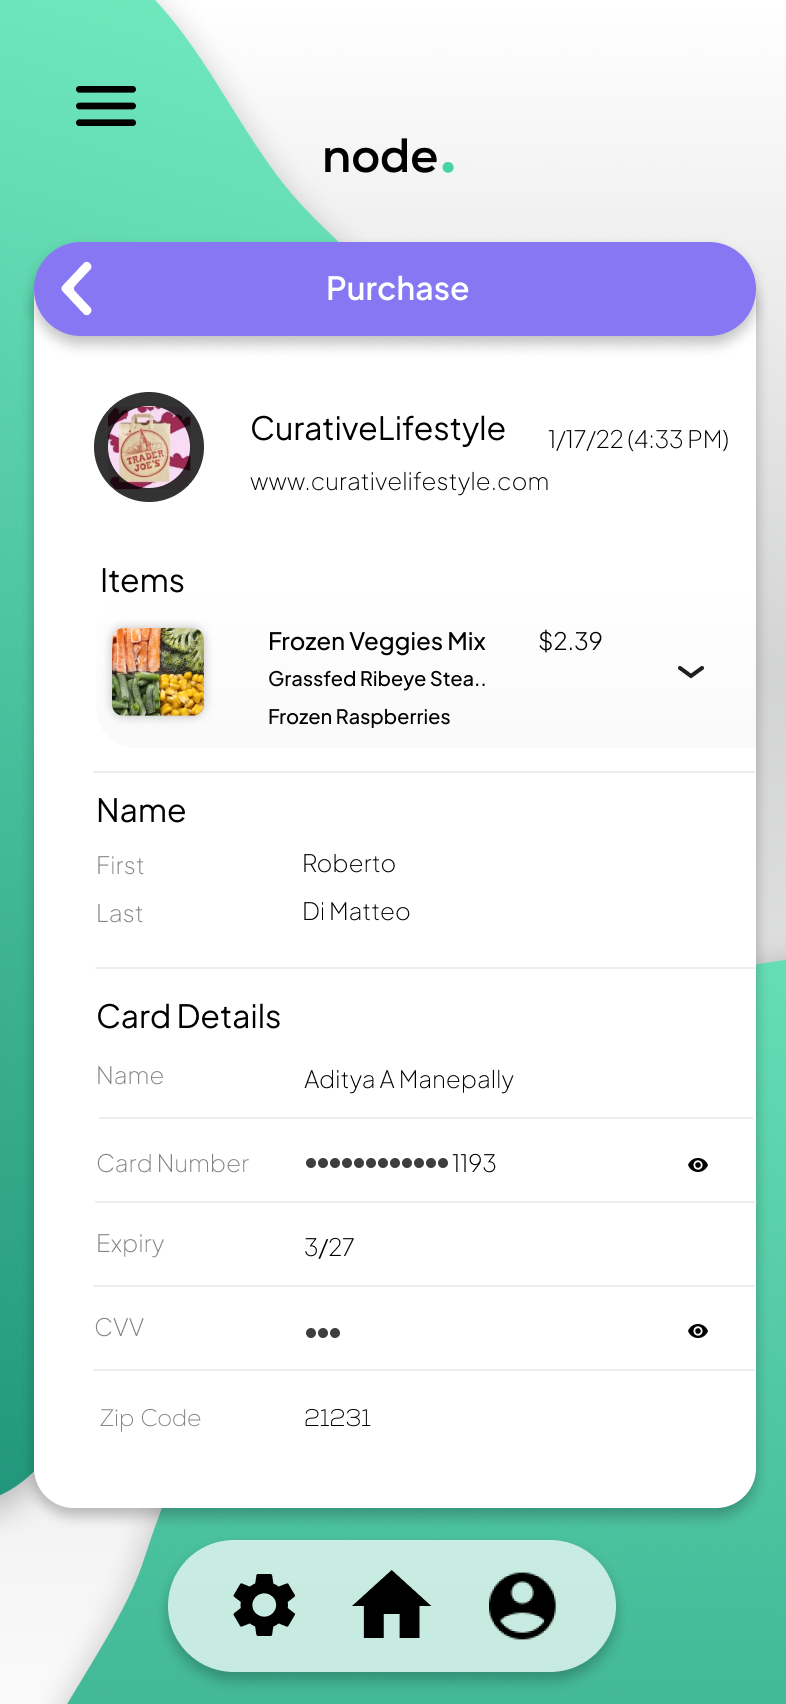 node.
Purchase
TRADER
JOE'S
CurativeLifestyle
1/17/22 (4:33 PM)
www.curativelifestyle.com
Items
Frozen Veggies Mix
$2.39
Grassfed Ribeye Stea..
Frozen Raspberries
Name
First
Roberto
Last
Di Matteo
Card Details
Name
Aditya A Manepally
Card Number
••••••••••••1193
Expiry
3/27
CVV
•••
Zip Code
21231